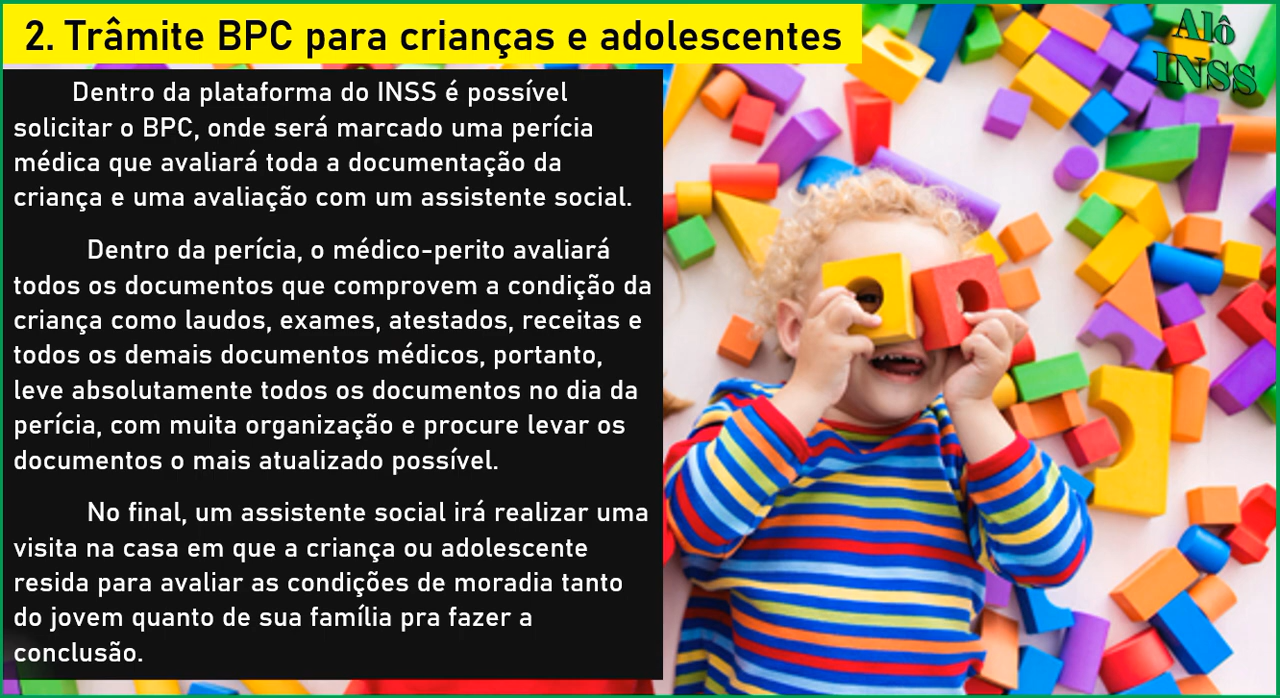 2. Trâmite BPC para crianças e adolescentes
Alô
INSS
Dentro da plataforma do INSS é possível
solicitar o BPC, onde será marcado uma perícia
médica que avaliará toda a documentação da
criança e uma avaliação com um assistente social.
Dentro da perícia, o médico-perito avaliará
todos os documentos que comprovem a condição da
criança como laudos, exames, atestados, receitas e
todos os demais documentos médicos, portanto,
leve absolutamente todos os documentos no dia da
perícia, com muita organização e procure levar os
documentos o mais atualizado possível.
No final, um assistente social irá realizar uma
visita na casa em que a criança ou adolescente
resida para avaliar as condições de moradia tanto
do jovem quanto de sua família pra fazer a
conclusão.